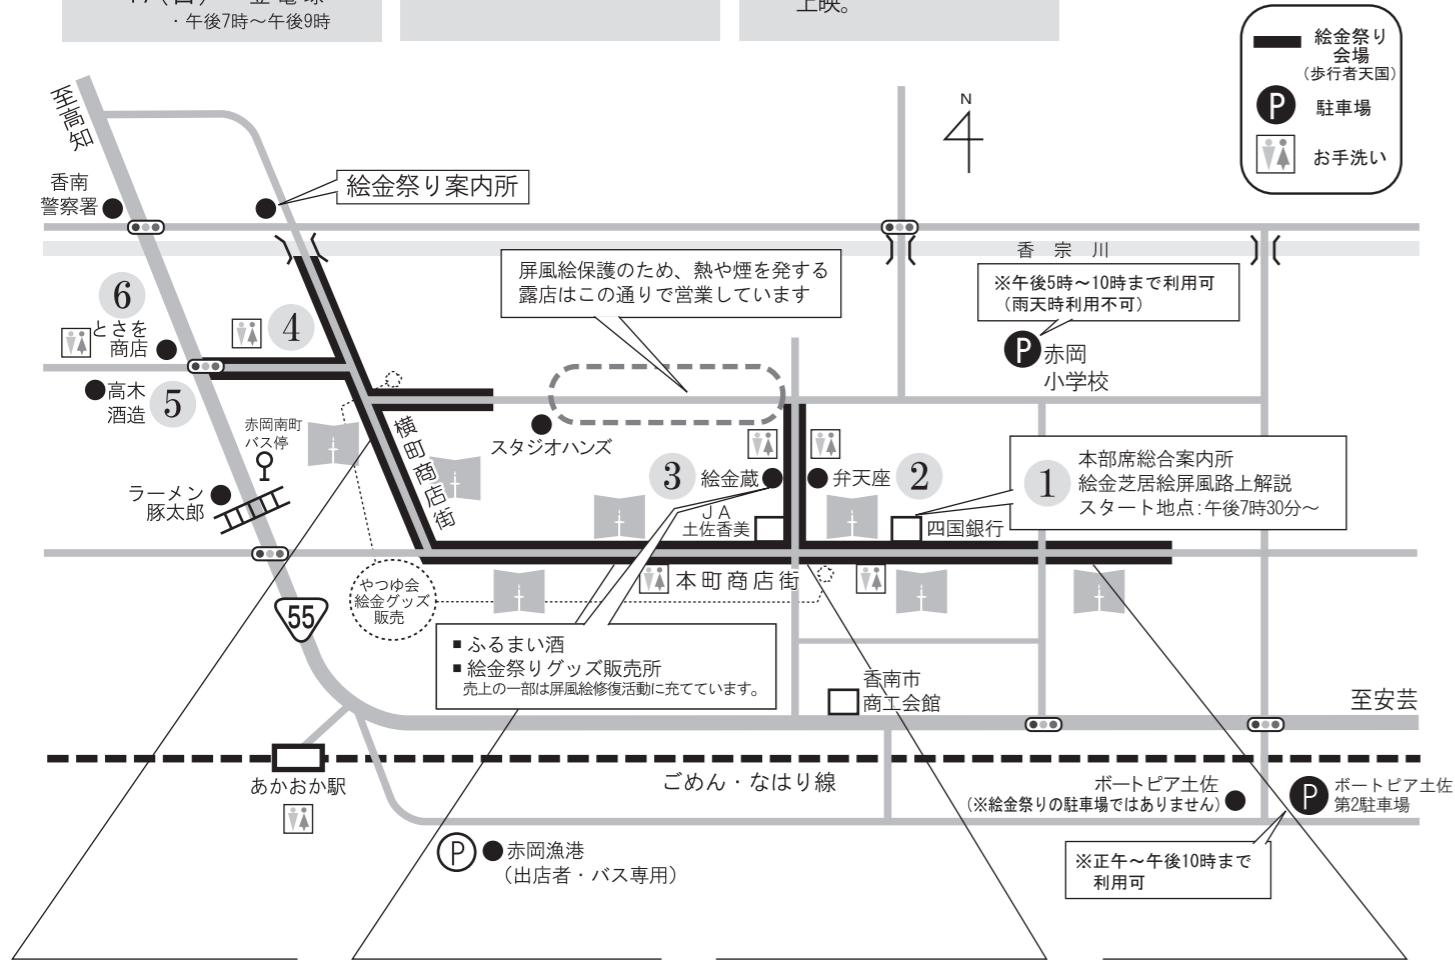 ・午後7時〜午後9時
上映。
絵金祭り
会場
（歩行者天国）
P
駐車場
お手洗い
至高知
N
香南
警察署
絵金祭り案内所
香宗川
屏風絵保護のため、熱や煙を発する
露店はこの通りで営業しています
※午後5時〜10時まで利用可
（雨天時利用不可）
P
赤岡
小学校
6
とさを
商店
4
高木
酒造
5
赤岡南町
バス停
横町商店街
スタジオハンズ
3
絵金蔵
弁天座
2
1
本部席総合案内所
絵金芝居絵屏風路上解説
スタート地点：午後7時30分〜
ラーメン
豚太郎
JA
土佐香美
四国銀行
やつゆ会
絵金グッズ
販売
本町商店街
55
■ ふるまい酒
■ 絵金祭りグッズ販売所
売上の一部は屏風絵修復活動に充てています。
香南市
商工会館
至安芸
あかおか駅
ごめん・なはり線
ボートピア土佐
（※絵金祭りの駐車場ではありません）
P
ボートピア土佐
第2駐車場
P
赤岡漁港
（出店者・バス専用）
※正午〜午後10時まで
利用可